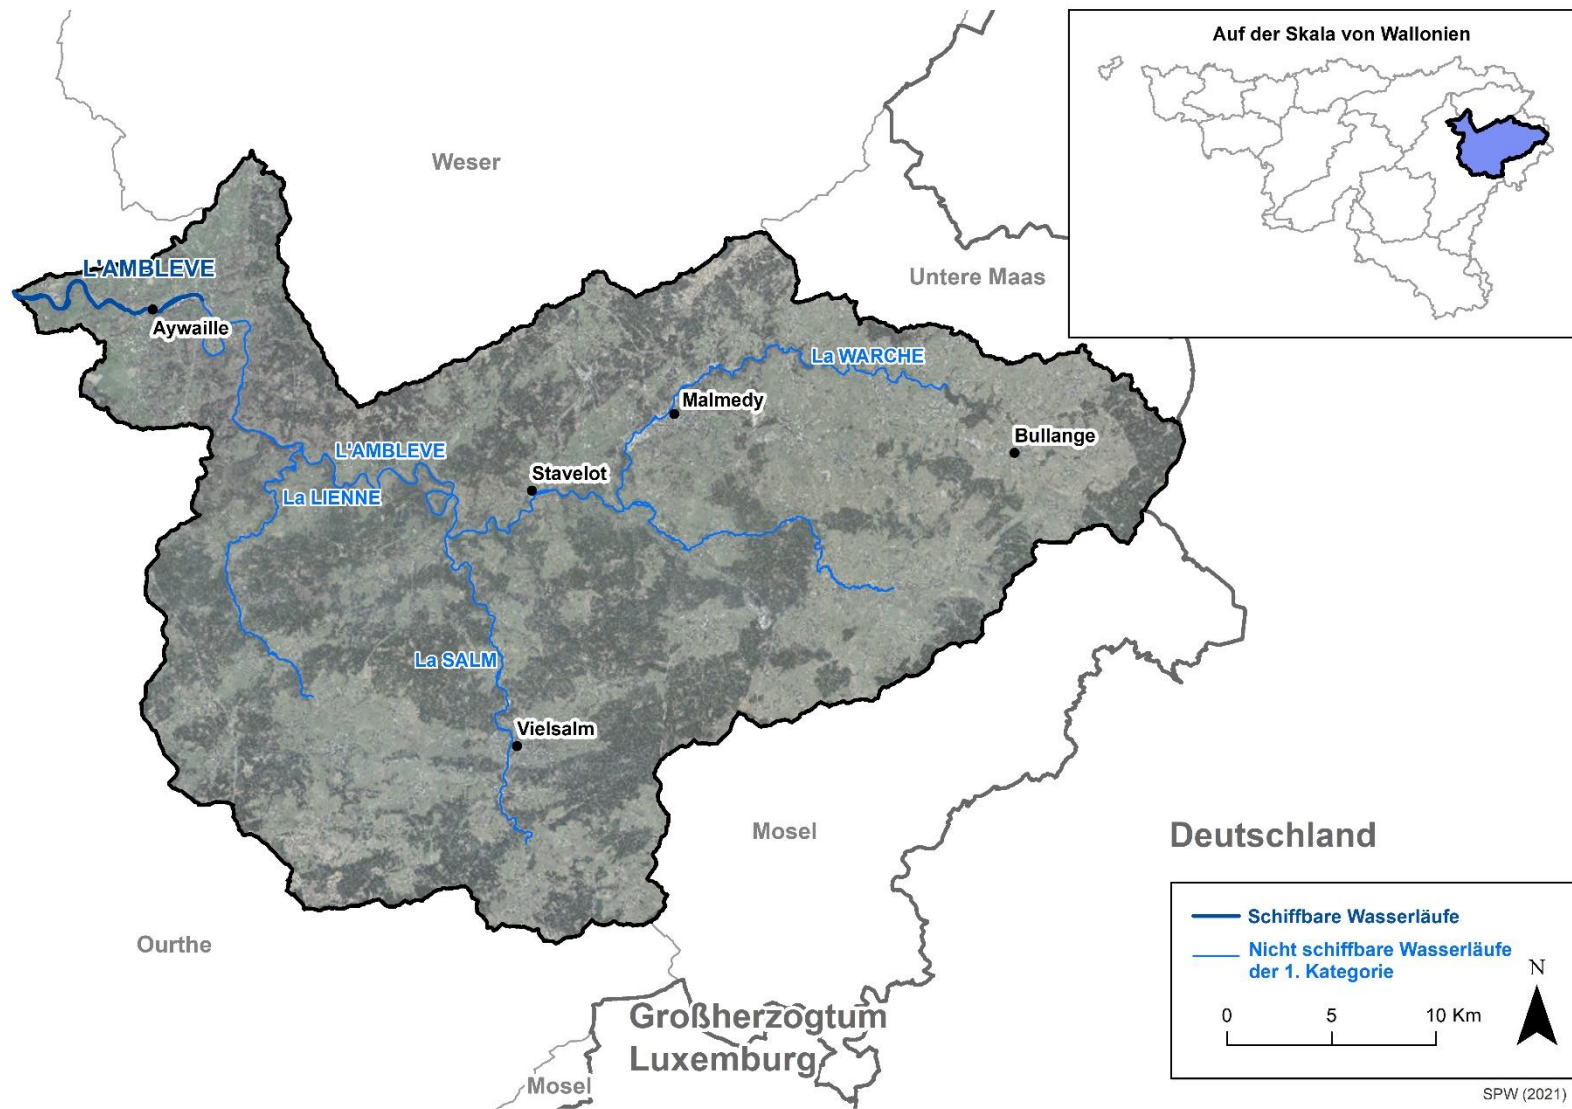 Auf der Skala von Wallonien
Weser
Untere Maas
L'AMBLEVE
Aywaille
La WARCHE
Malmedy
Bullange
L'AMBLEVE
Stavelot
La LIENNE
La SALM
Vielsalm
Mosel
Deutschland
Ourthe
Großherzogtum
Luxemburg
Mosel
Schiffbare Wasserläufe
Nicht schiffbare Wasserläufe
der 1. Kategorie
N
0 5 10 Km
SPW (2021)